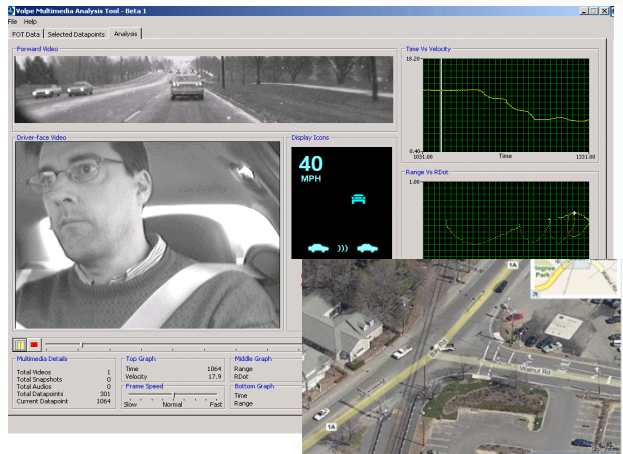 Volpe Multimedia Analysis Tool - Beta 1
File Help
FOT Data Selected Datapoints Analysis
Forward Video
Time Vs Velocity
18.20
0.40
1031.00 Time 1331.00
Driver-face Video
Display Icons
40
MPH
Range Vs RDot
1.00
Multimedia Details
Total Videos 1
Total Snapshots 0
Total Audios 0
Total Datapoints 301
Current Datapoint 1064
Top Graph
Time 1064
Velocity 17.9
Frame Speed
Slow Normal Fast
Middle Graph
Range
RDot
Bottom Graph
Time
Range
1A
Park
Walnut Rd
1A